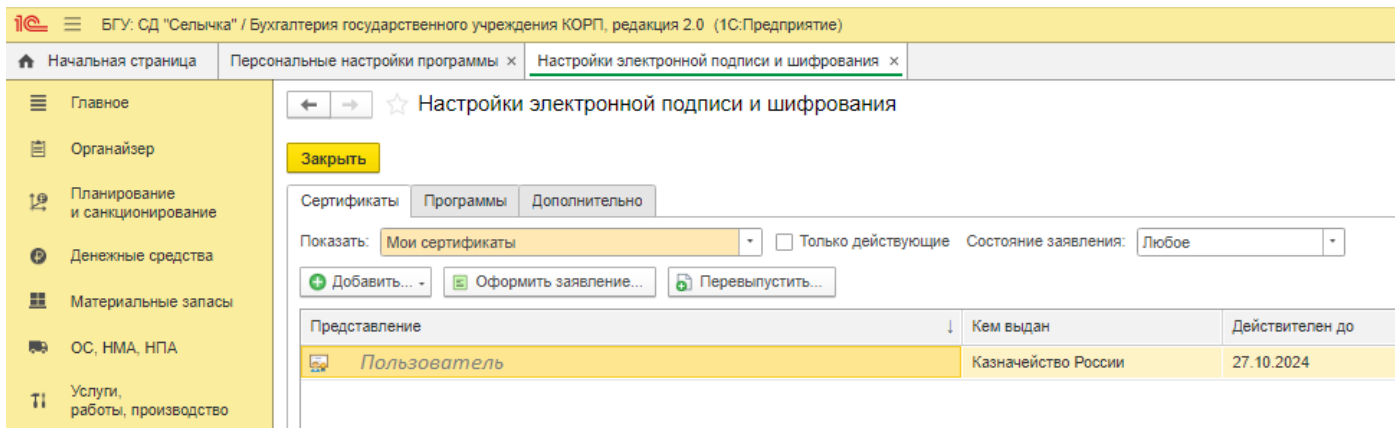 1С БГУ: СД "Селычка" / Бухгалтерия государственного учреждения КОРП, редакция 2.0 (1С:Предприятие)
Начальная страница Персональные настройки программы × Настройки электронной подписи и шифрования ×
Главное
Органайзер
Планирование
и санкционирование
Денежные средства
Материальные запасы
ОС, НМА, НПА
Услуги,
работы, производство
Настройки электронной подписи и шифрования
Закрыть
Сертификаты Программы Дополнительно
Показать: Мои сертификаты Только действующие Состояние заявления: Любое
Добавить... Оформить заявление... Перевыпустить...
Представление ↓ Кем выдан Действителен до
Пользователь Казначейство России 27.10.2024